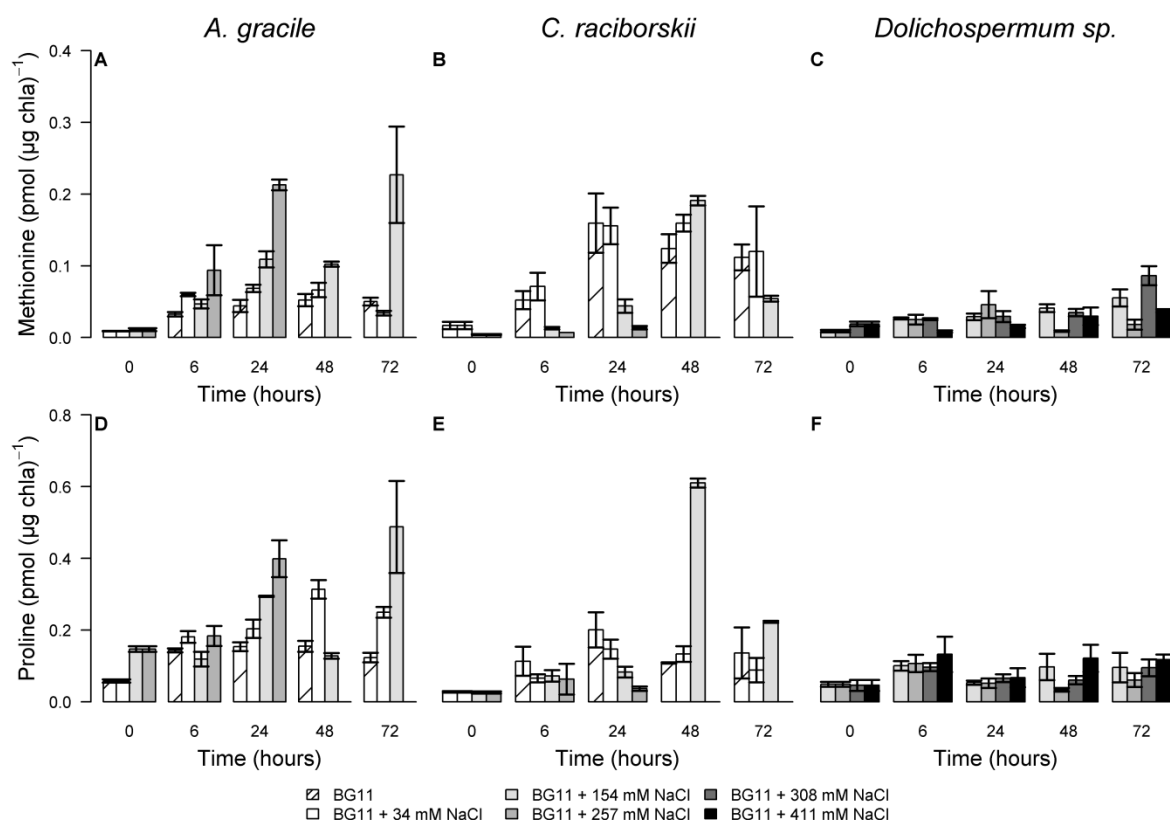 A. gracile C. raciborskii Dolichospermum sp.
A B C
Methionine (pmol (µg chla)⁻¹)
0.4
0.3
0.2
0.1
0.0
0 6 24 48 72 0 6 24 48 72 0 6 24 48 72
Time (hours) Time (hours) Time (hours)
D E F
Proline (pmol (µg chla)⁻¹)
0.8
0.6
0.4
0.2
0.0
0 6 24 48 72 0 6 24 48 72 0 6 24 48 72
Time (hours) Time (hours) Time (hours)
BG11 BG11 + 154 mM NaCl BG11 + 308 mM NaCl
BG11 + 34 mM NaCl BG11 + 257 mM NaCl BG11 + 411 mM NaCl